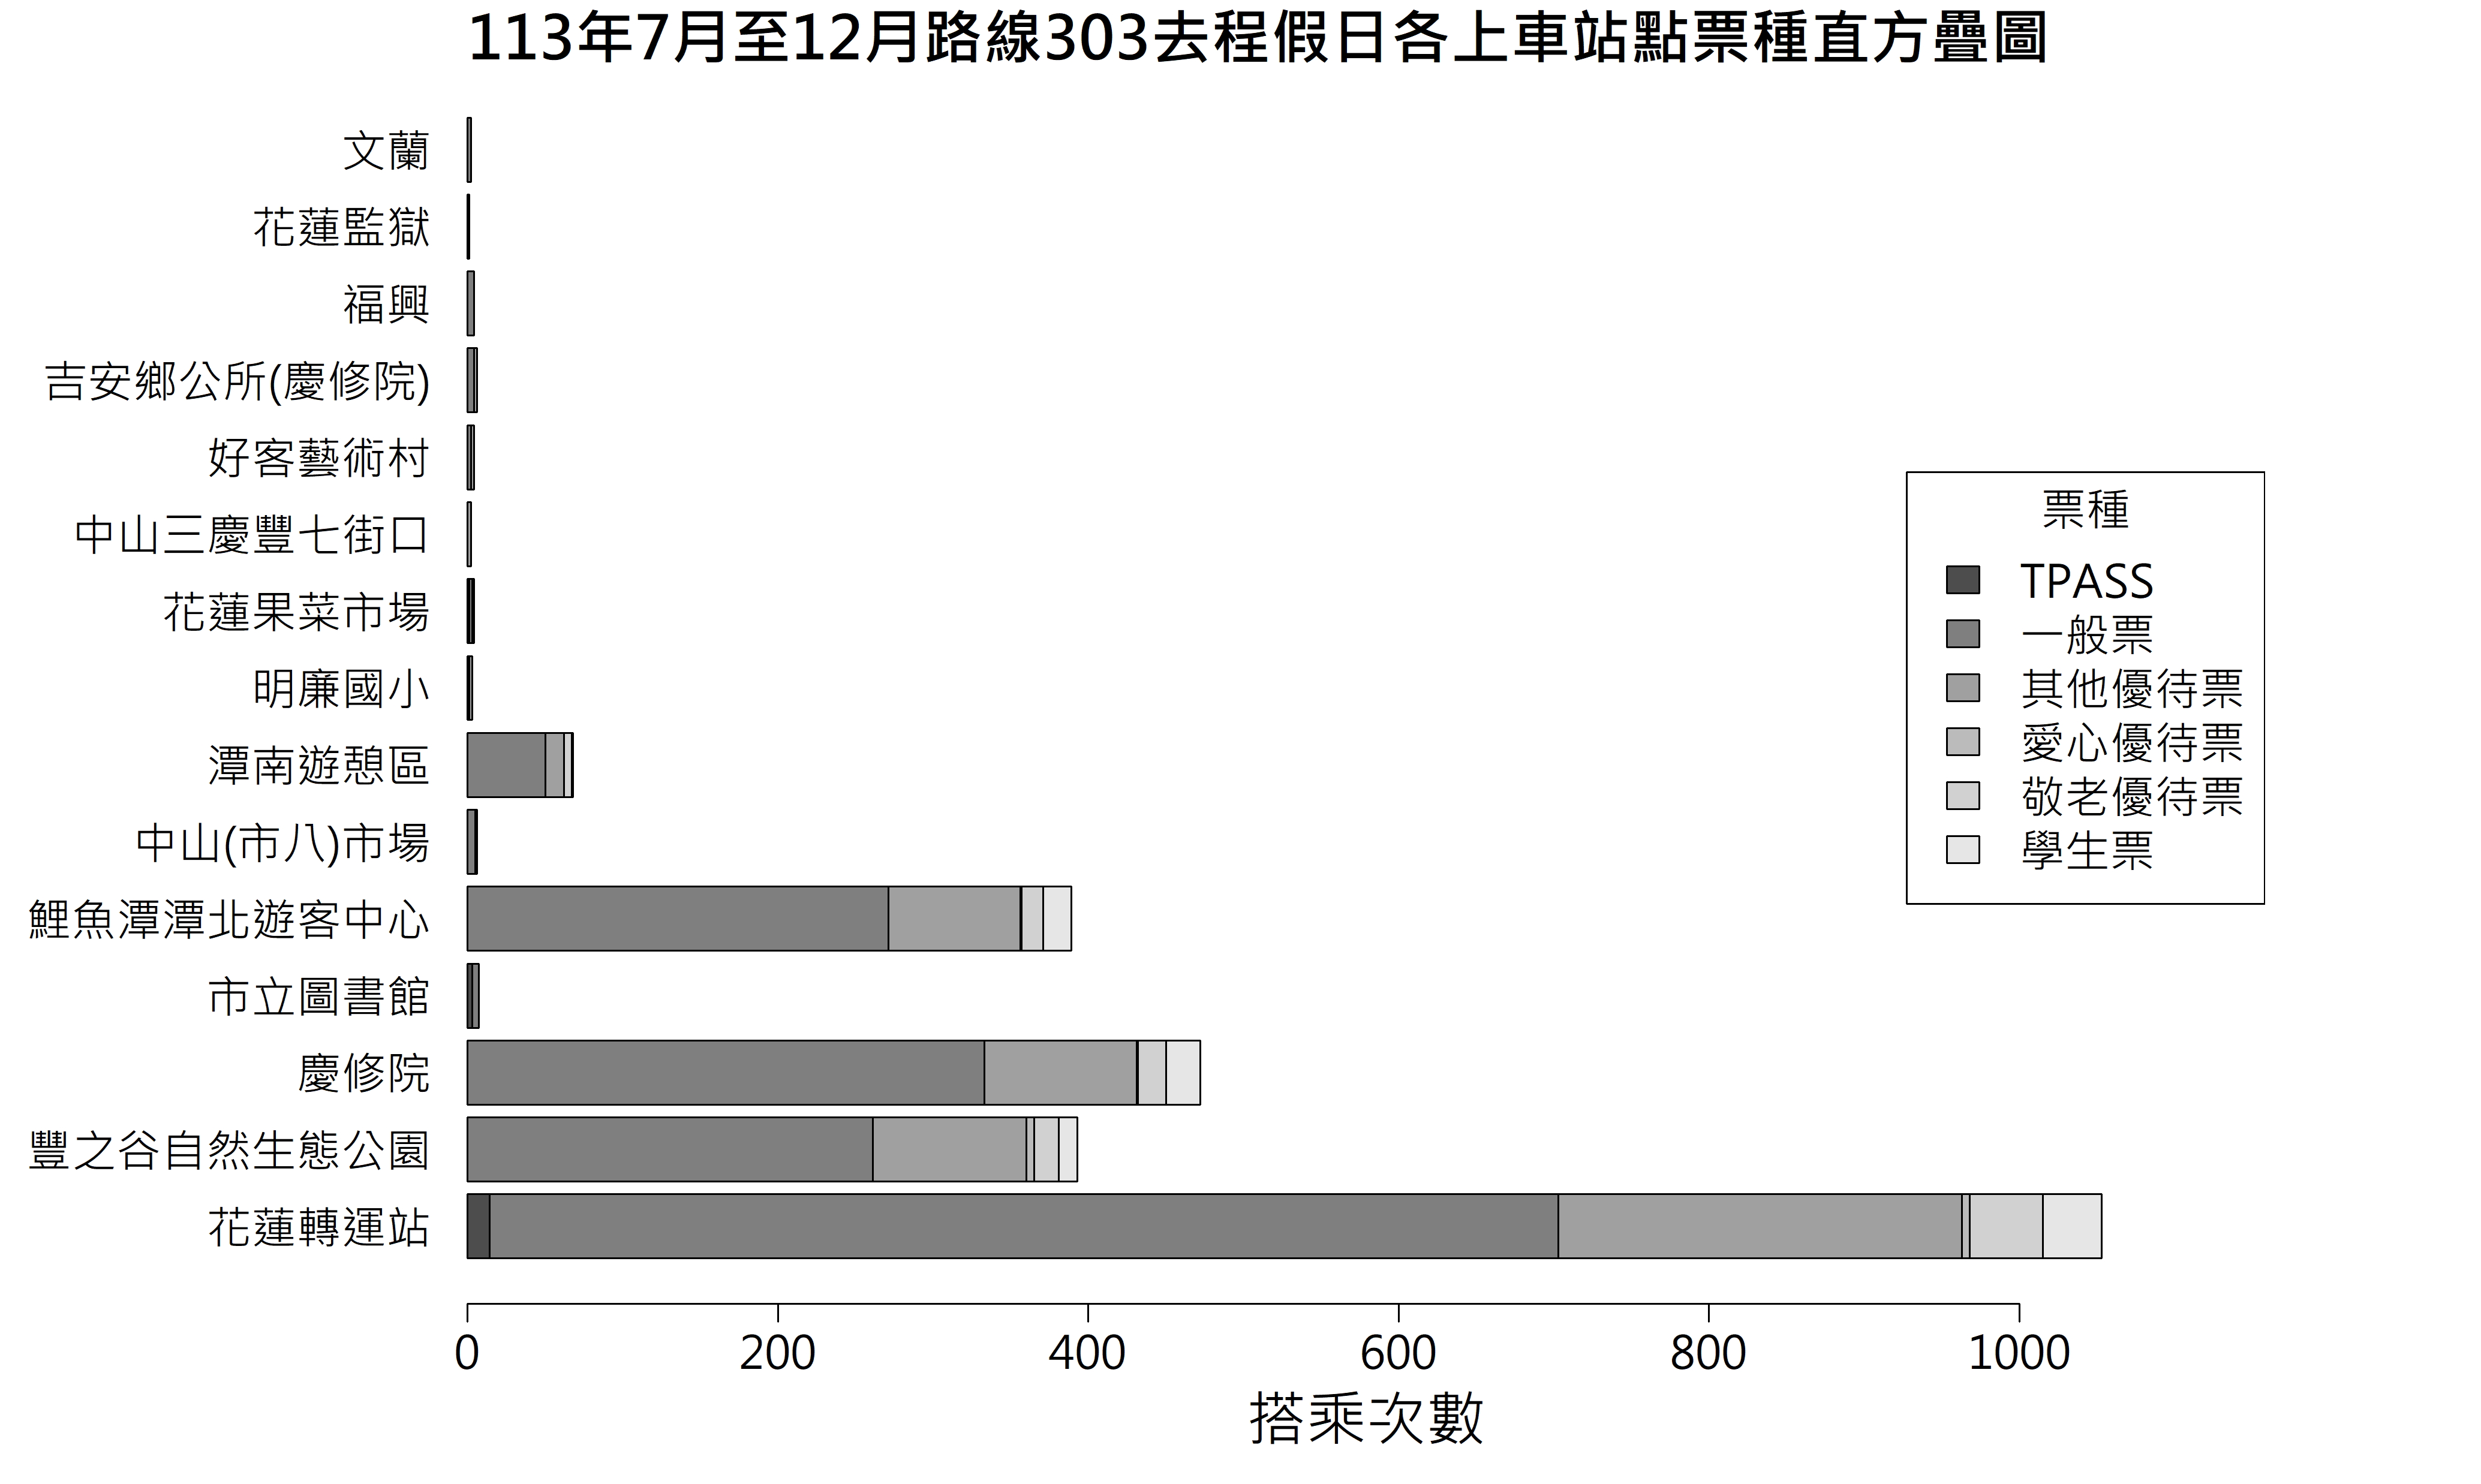 113年7月至12月路線303去程假日各上車站點票種直方疊圖
文蘭
花蓮監獄
福興
吉安鄉公所(慶修院)
好客藝術村
中山三慶豐七街口
花蓮果菜市場
明廉國小
潭南遊憩區
中山(市八)市場
鯉魚潭潭北遊客中心
市立圖書館
慶修院
豐之谷自然生態公園
花蓮轉運站
票種
TPASS
一般票
其他優待票
愛心優待票
敬老優待票
學生票
0 200 400 600 800 1000
搭乘次數